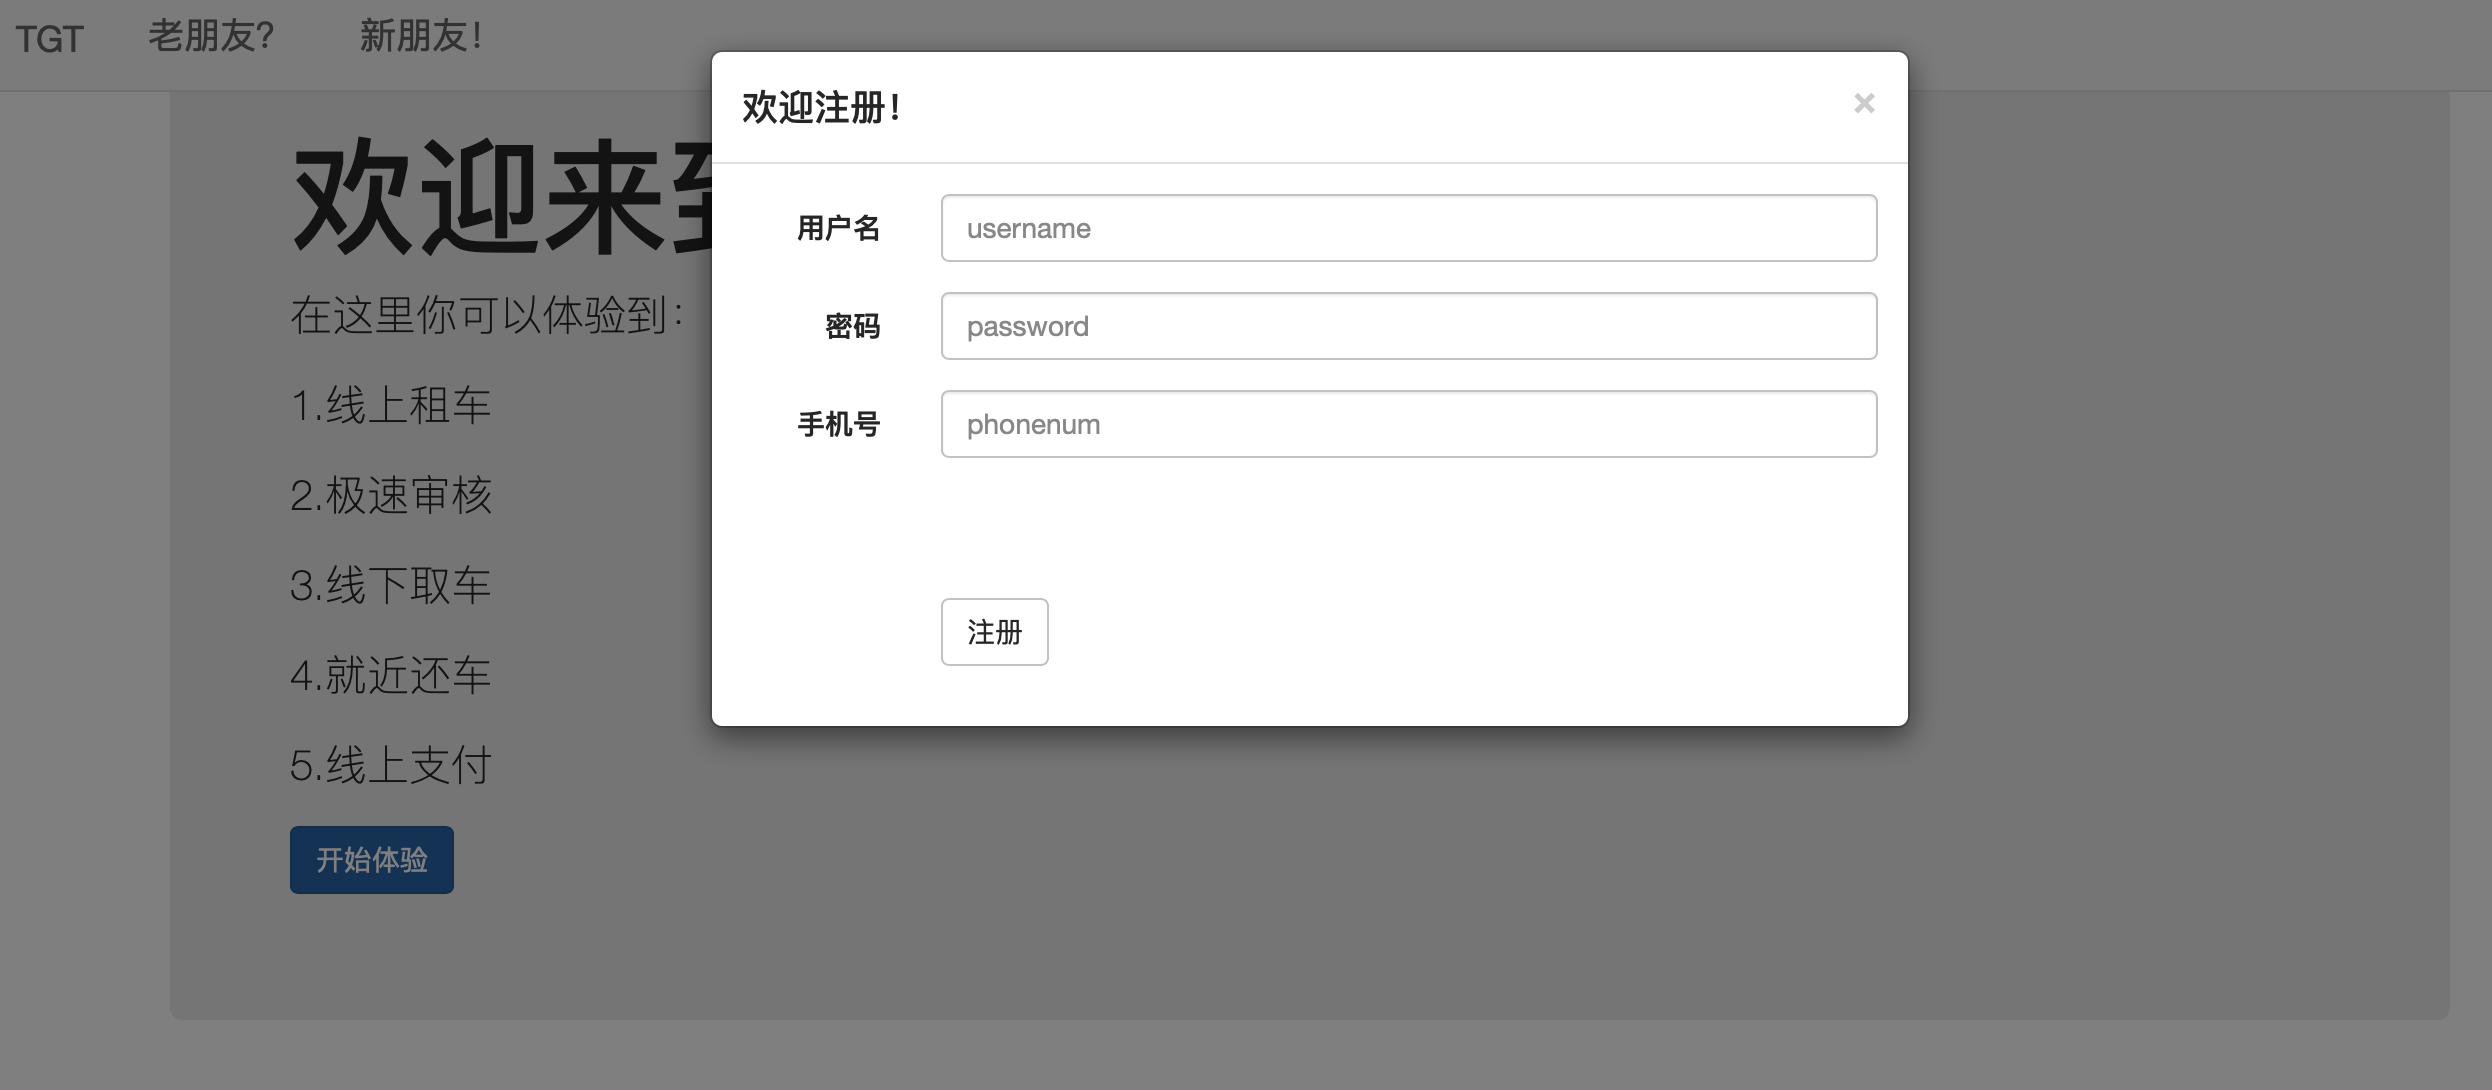 TGT 老朋友? 新朋友!
欢迎注册!
×
用户名 username
密码 password
手机号 phonenum
注册
欢迎来
在这里你可以体验到:
1.线上租车
2.极速审核
3.线下取车
4.就近还车
5.线上支付
开始体验